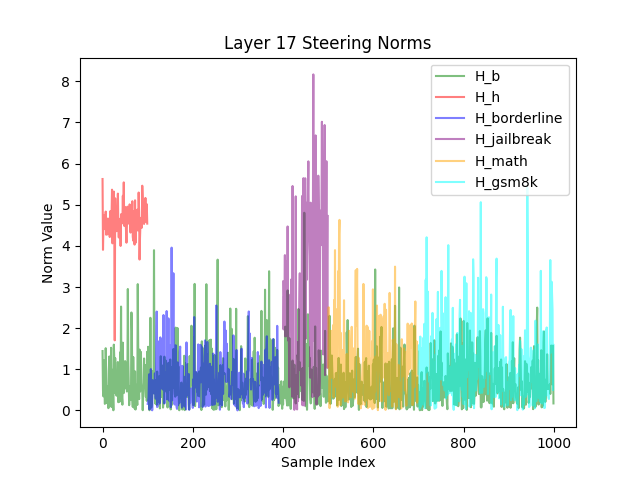 Layer 17 Steering Norms
H_b
H_h
H_borderline
H_jailbreak
H_math
H_gsm8k
Norm Value
8
7
6
5
4
3
2
1
0
0 200 400 600 800 1000
Sample Index